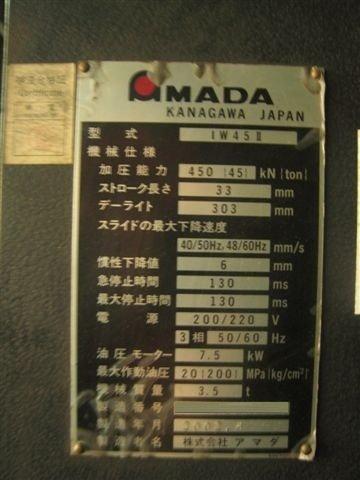 AMADA
KANAGAWA JAPAN
型式 IW45Ⅱ
機械仕様
加圧能力 450 (45) kN (ton)
ストローク長さ 33 mm
デーライト 303 mm
スライドの最大下降速度
40/50Hz, 48/60Hz mm/s
慣性下降値 6 mm
急停止時間 130 ms
最大停止時間 130 ms
電源 200/220 V
3相 50/60 Hz
油圧モーター 7.5 kW
最大作動油圧 20(200) MPa(kg/cm²)
機械質量 3.5 t
製造番号
製造年月
製造者名 株式会社 アマダ